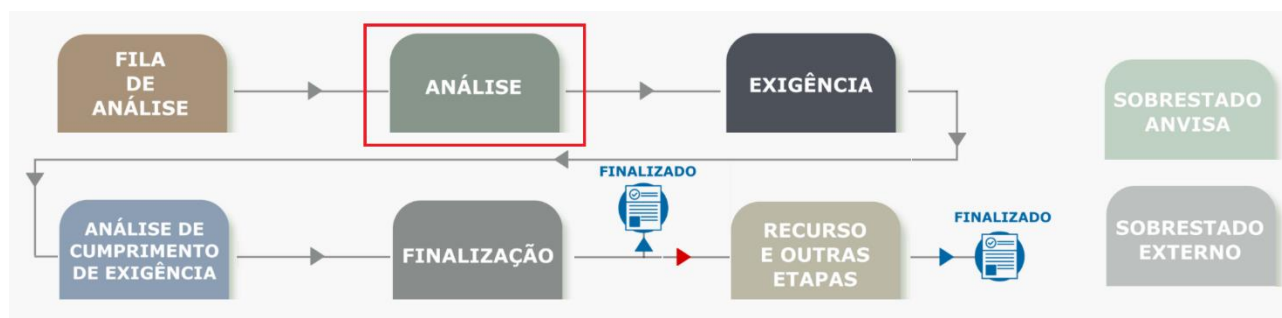 FILA
DE
ANÁLISE
ANÁLISE
EXIGÊNCIA
SOBRESTADO
ANVISA
ANÁLISE DE
CUMPRIMENTO
DE EXIGÊNCIA
FINALIZAÇÃO
FINALIZADO
RECURSO
E OUTRAS
ETAPAS
FINALIZADO
SOBRESTADO
EXTERNO